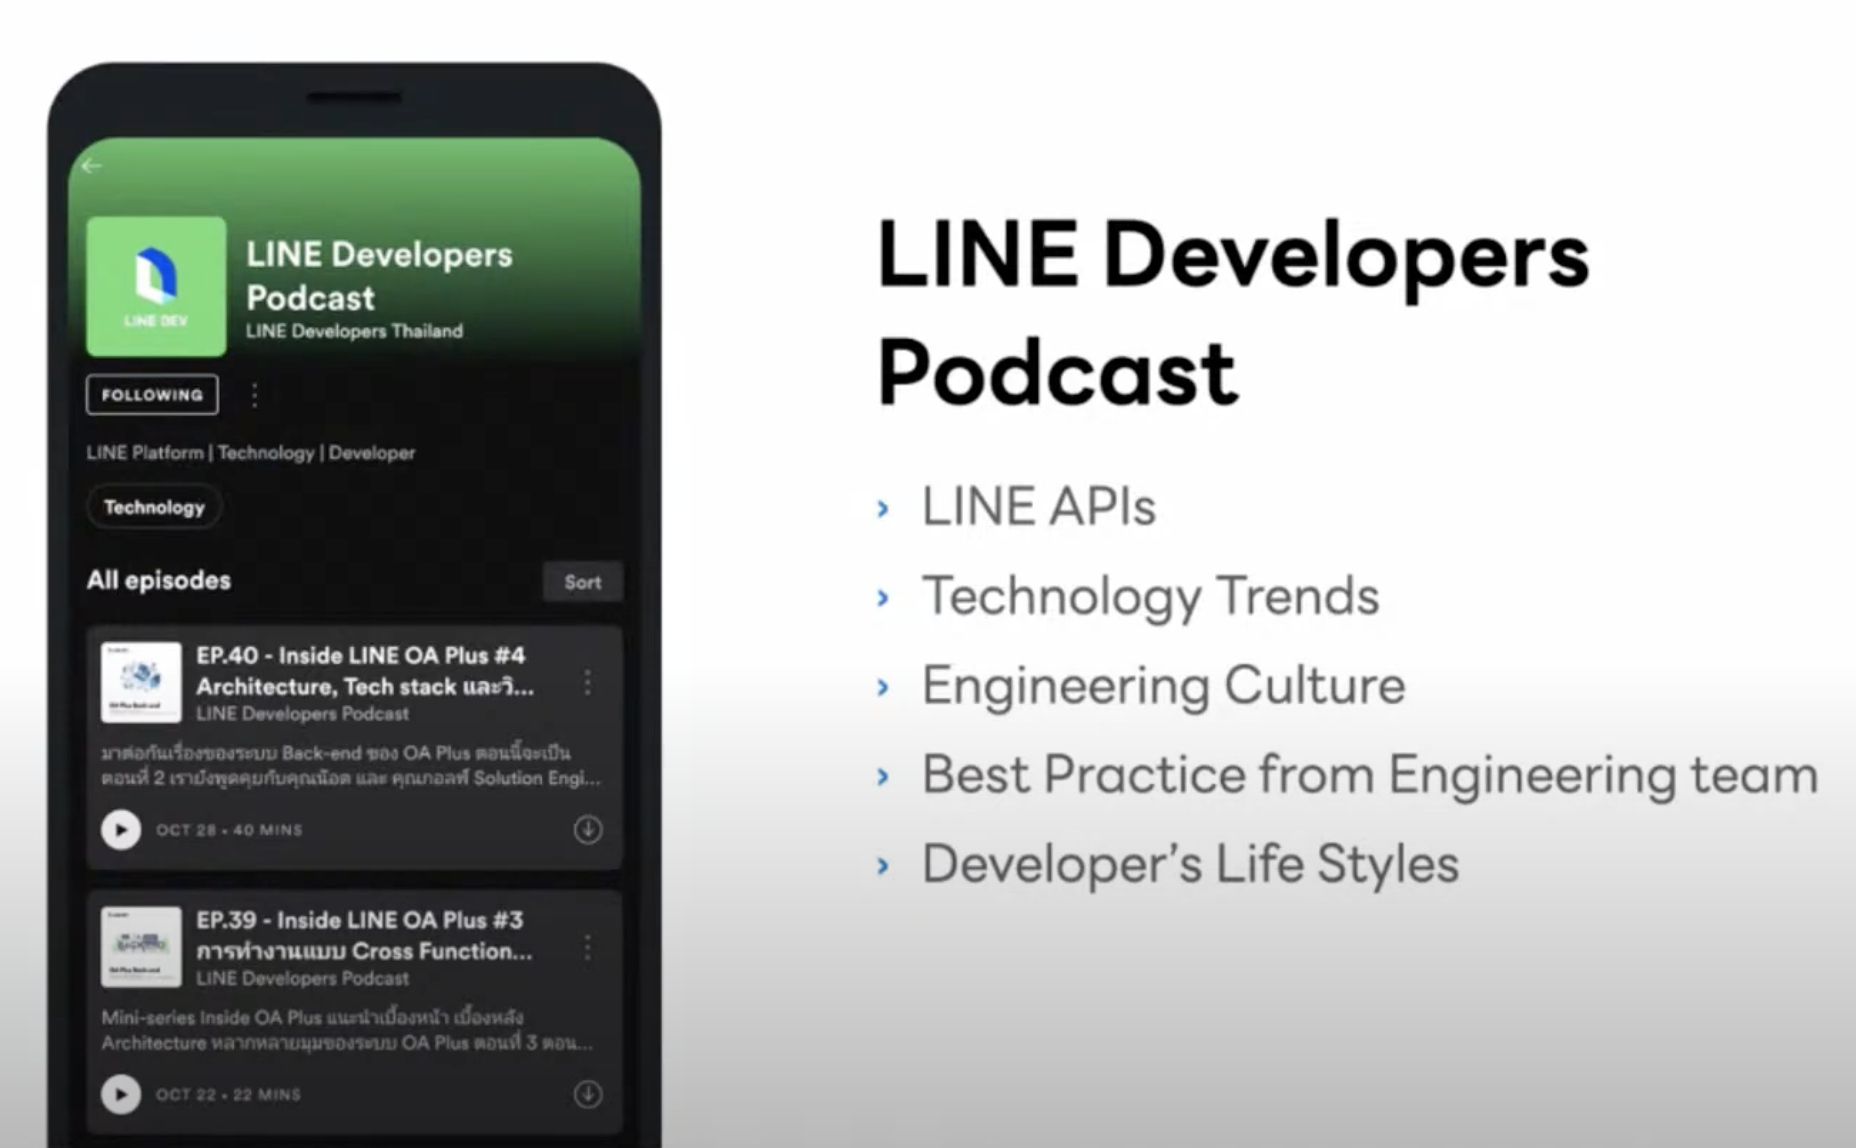 LINE DEV
LINE Developers
Podcast
LINE Developers Thailand
FOLLOWING
LINE Platform | Technology | Developer
Technology
All episodes
Sort
EP.40 - Inside LINE OA Plus #4
Architecture, Tech stack และวิ...
LINE Developers Podcast
มาต่อกันเรื่องของระบบ Back-end ของ OA Plus ตอนนี้จะเป็น
ตอนที่ 2 เรายังพูดคุยกับคุณน๊อต และ คุณกอลฟ์ Solution Engi...
OCT 28 • 40 MINS
EP.39 - Inside LINE OA Plus #3
การทำงานแบบ Cross Function...
LINE Developers Podcast
Mini-series Inside OA Plus แนะนำเบื้องหน้า เบื้องหลัง
Architecture หลากหลายมุมของระบบ OA Plus ตอนที่ 3 ตอน...
OCT 22 • 22 MINS
LINE Developers
Podcast
› LINE APIs
› Technology Trends
› Engineering Culture
› Best Practice from Engineering team
› Developer’s Life Styles